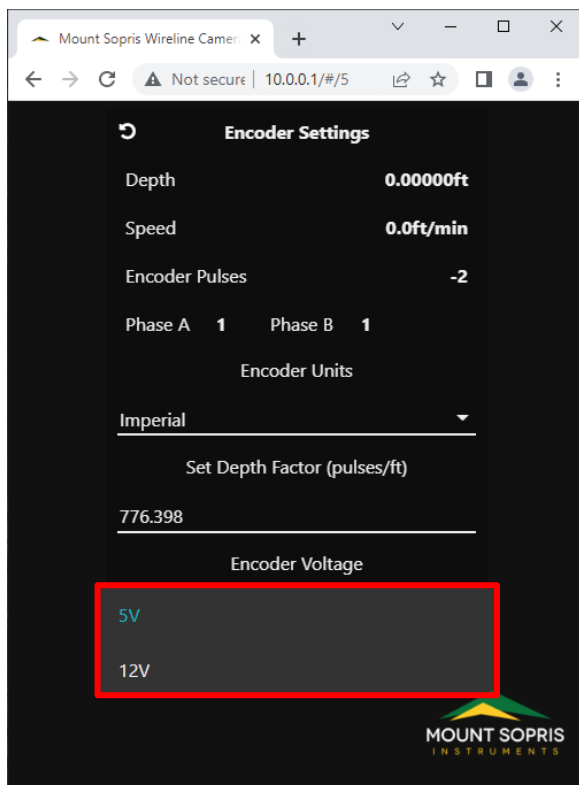 Mount Sopris Wireline Camer
Not secure 10.0.0.1/#/5
Encoder Settings
Depth 0.00000ft
Speed 0.0ft/min
Encoder Pulses -2
Phase A 1 Phase B 1
Encoder Units
Imperial
Set Depth Factor (pulses/ft)
776.398
Encoder Voltage
5V
12V
MOUNT SOPRIS
INSTRUMENTS